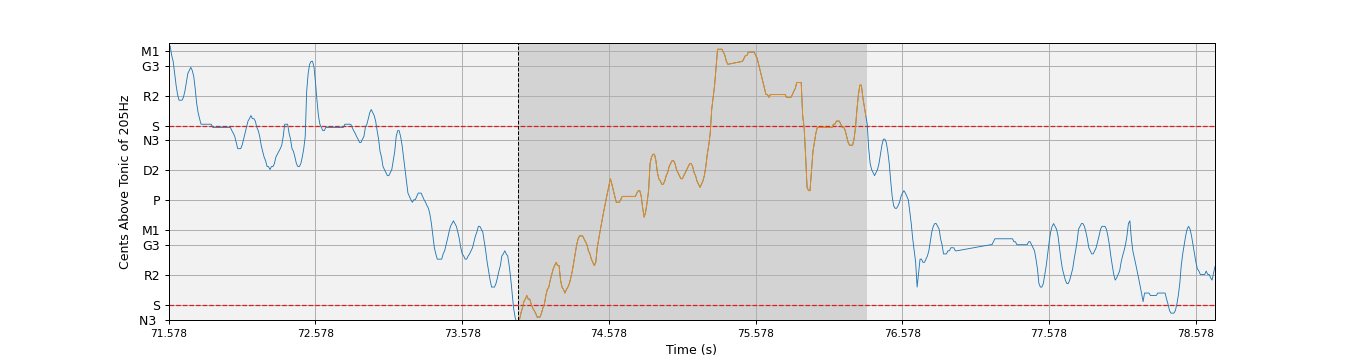 M1
G3
R2
S
N3
D2
P
M1
G3
R2
S
N3
Cents Above Tonic of 205Hz
71.578 72.578 73.578 74.578 75.578 76.578 77.578 78.578
Time (s)